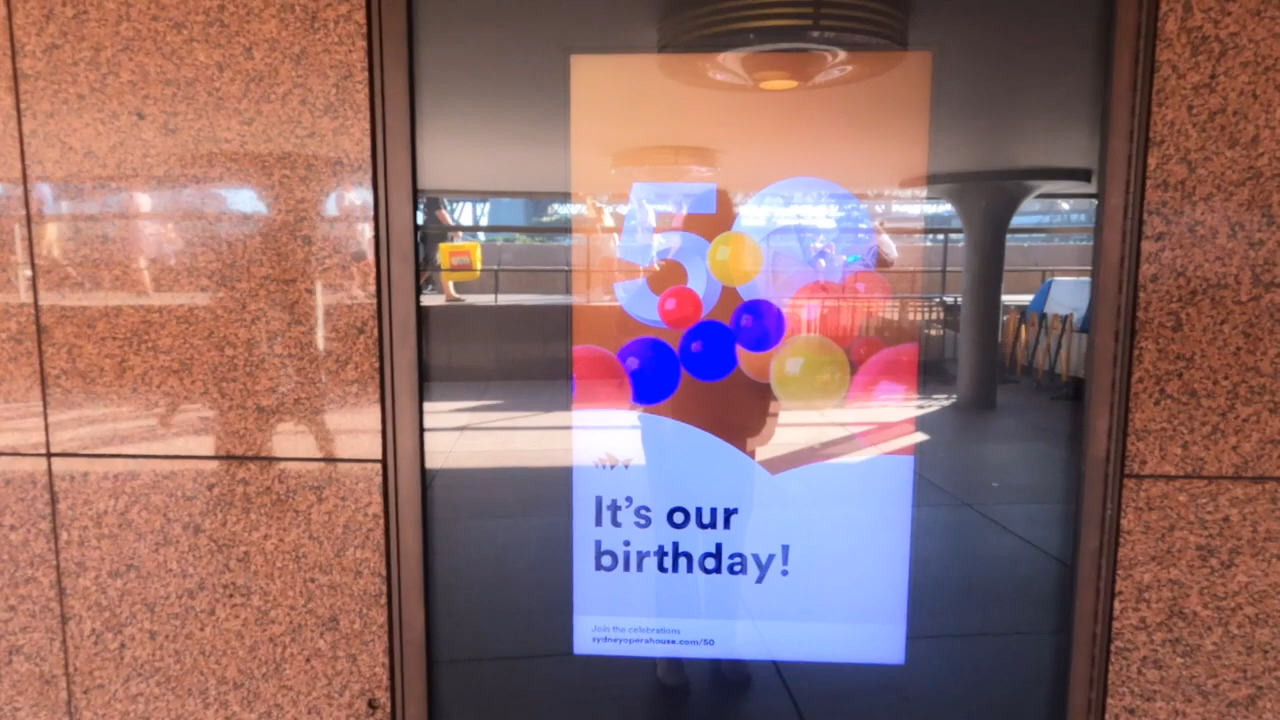 50
It's our
birthday!
Join the celebrations
sydneyoperahouse.com/50